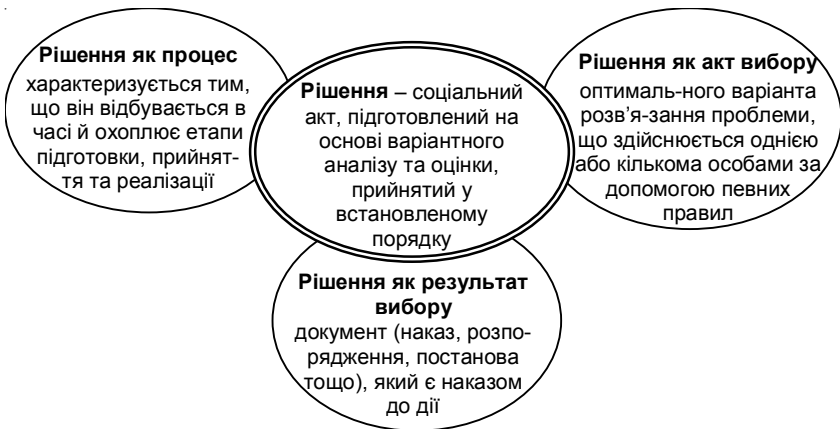 Рішення як процес
характеризується тим,
що він відбувається в
часі й охоплює етапи
підготовки, прийнят-
тя та реалізації
Рішення – соціальний
акт, підготовлений на
основі варіантного
аналізу та оцінки,
прийнятий у
встановленому
порядку
Рішення як акт вибору
оптималь-ного варіанта
розв'я-зання проблеми,
що здійснюється однією
або кількома особами за
допомогою певних
правил
Рішення як результат
вибору
документ (наказ, розпо-
рядження, постанова
тощо), який є наказом
до дії